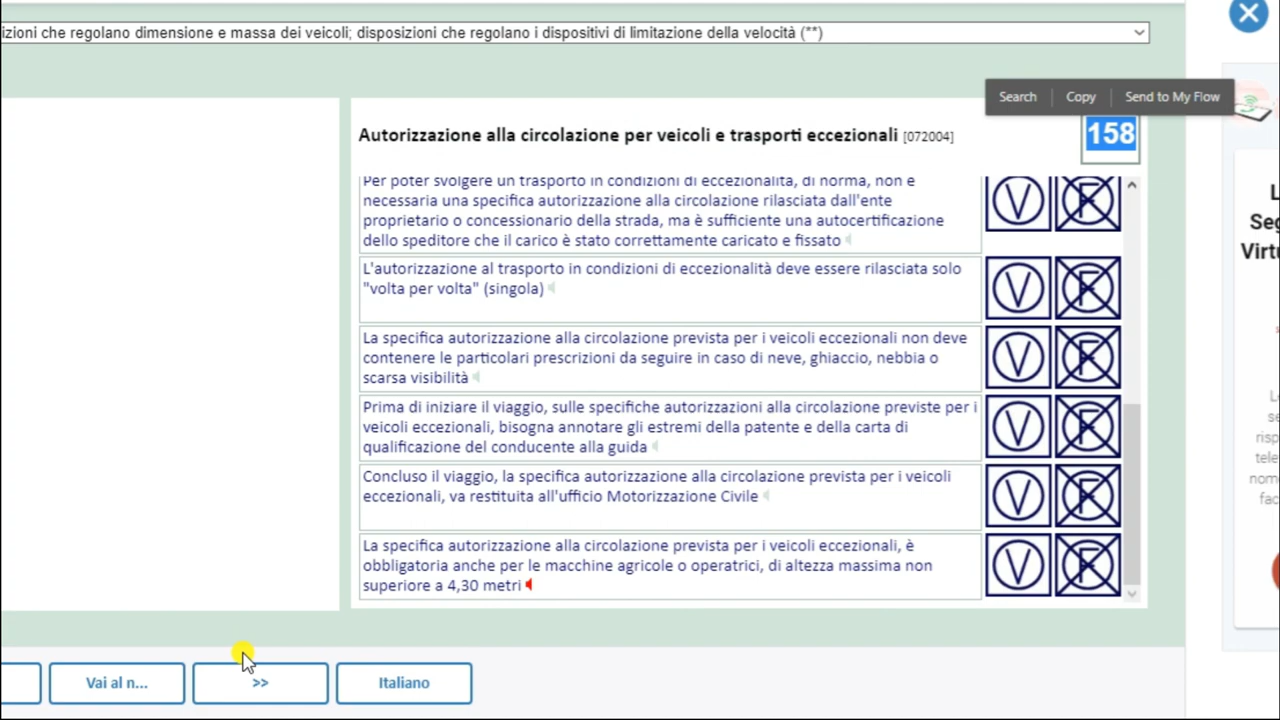 izioni che regolano dimensione e massa dei veicoli; disposizioni che regolano i dispositivi di limitazione della velocità (**)
Search
Copy
Send to My Flow
Autorizzazione alla circolazione per veicoli e trasporti eccezionali [072004]
158
Per poter svolgere un trasporto in condizioni di eccezionalità, di norma, non è
necessaria una specifica autorizzazione alla circolazione rilasciata dall'ente
proprietario o concessionario della strada, ma è sufficiente una autocertificazione
dello speditore che il carico è stato correttamente caricato e fissato
V F
L'autorizzazione al trasporto in condizioni di eccezionalità deve essere rilasciata solo
"volta per volta" (singola)
V F
La specifica autorizzazione alla circolazione prevista per i veicoli eccezionali non deve
contenere le particolari prescrizioni da seguire in caso di neve, ghiaccio, nebbia o
scarsa visibilità
V F
Prima di iniziare il viaggio, sulle specifiche autorizzazioni alla circolazione previste per i
veicoli eccezionali, bisogna annotare gli estremi della patente e della carta di
qualificazione del conducente alla guida
V F
Concluso il viaggio, la specifica autorizzazione alla circolazione prevista per i veicoli
eccezionali, va restituita all'ufficio Motorizzazione Civile
V F
La specifica autorizzazione alla circolazione prevista per i veicoli eccezionali, è
obbligatoria anche per le macchine agricole o operatrici, di altezza massima non
superiore a 4,30 metri
V F
Vai al n...
>>
Italiano
L
Seg
Virtu
L
se
risp
tele
nom
fac